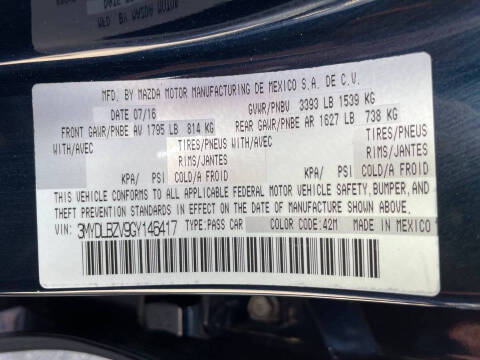 MFD. BY MAZDA MOTOR MANUFACTURING DE MEXICO S.A. DE C.V.
DATE 07/16 GVWR/PNBV 3393 LB 1539 KG
FRONT GAWR/PNBE AV 1795 LB 814 KG REAR GAWR/PNBE AR 1627 LB 738 KG
WITH/AVEC TIRES/PNEUS WITH/AVEC TIRES/PNEUS
RIMS/JANTES RIMS/JANTES
KPA/ PSI COLD/A FROID KPA/ PSI COLD/A FROID
THIS VEHICLE CONFORMS TO ALL APPLICABLE FEDERAL MOTOR VEHICLE SAFETY, BUMPER, AND
THEFT PREVENTION STANDARDS IN EFFECT ON THE DATE OF MANUFACTURE SHOWN ABOVE.
VIN: 3MYDLBZV9GY145417 TYPE:PASS CAR COLOR CODE:42M MADE IN MEXICO